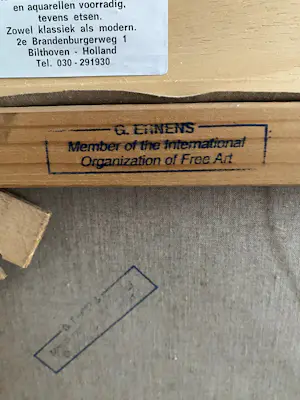 en aquarellen voorradig,
tevens etsen.
Zowel klassiek als modern.
2e Brandenburgerweg 1
Bilthoven - Holland
Tel. 030 - 291930
G. EHNENS
Member of the International
Organization of Free Art